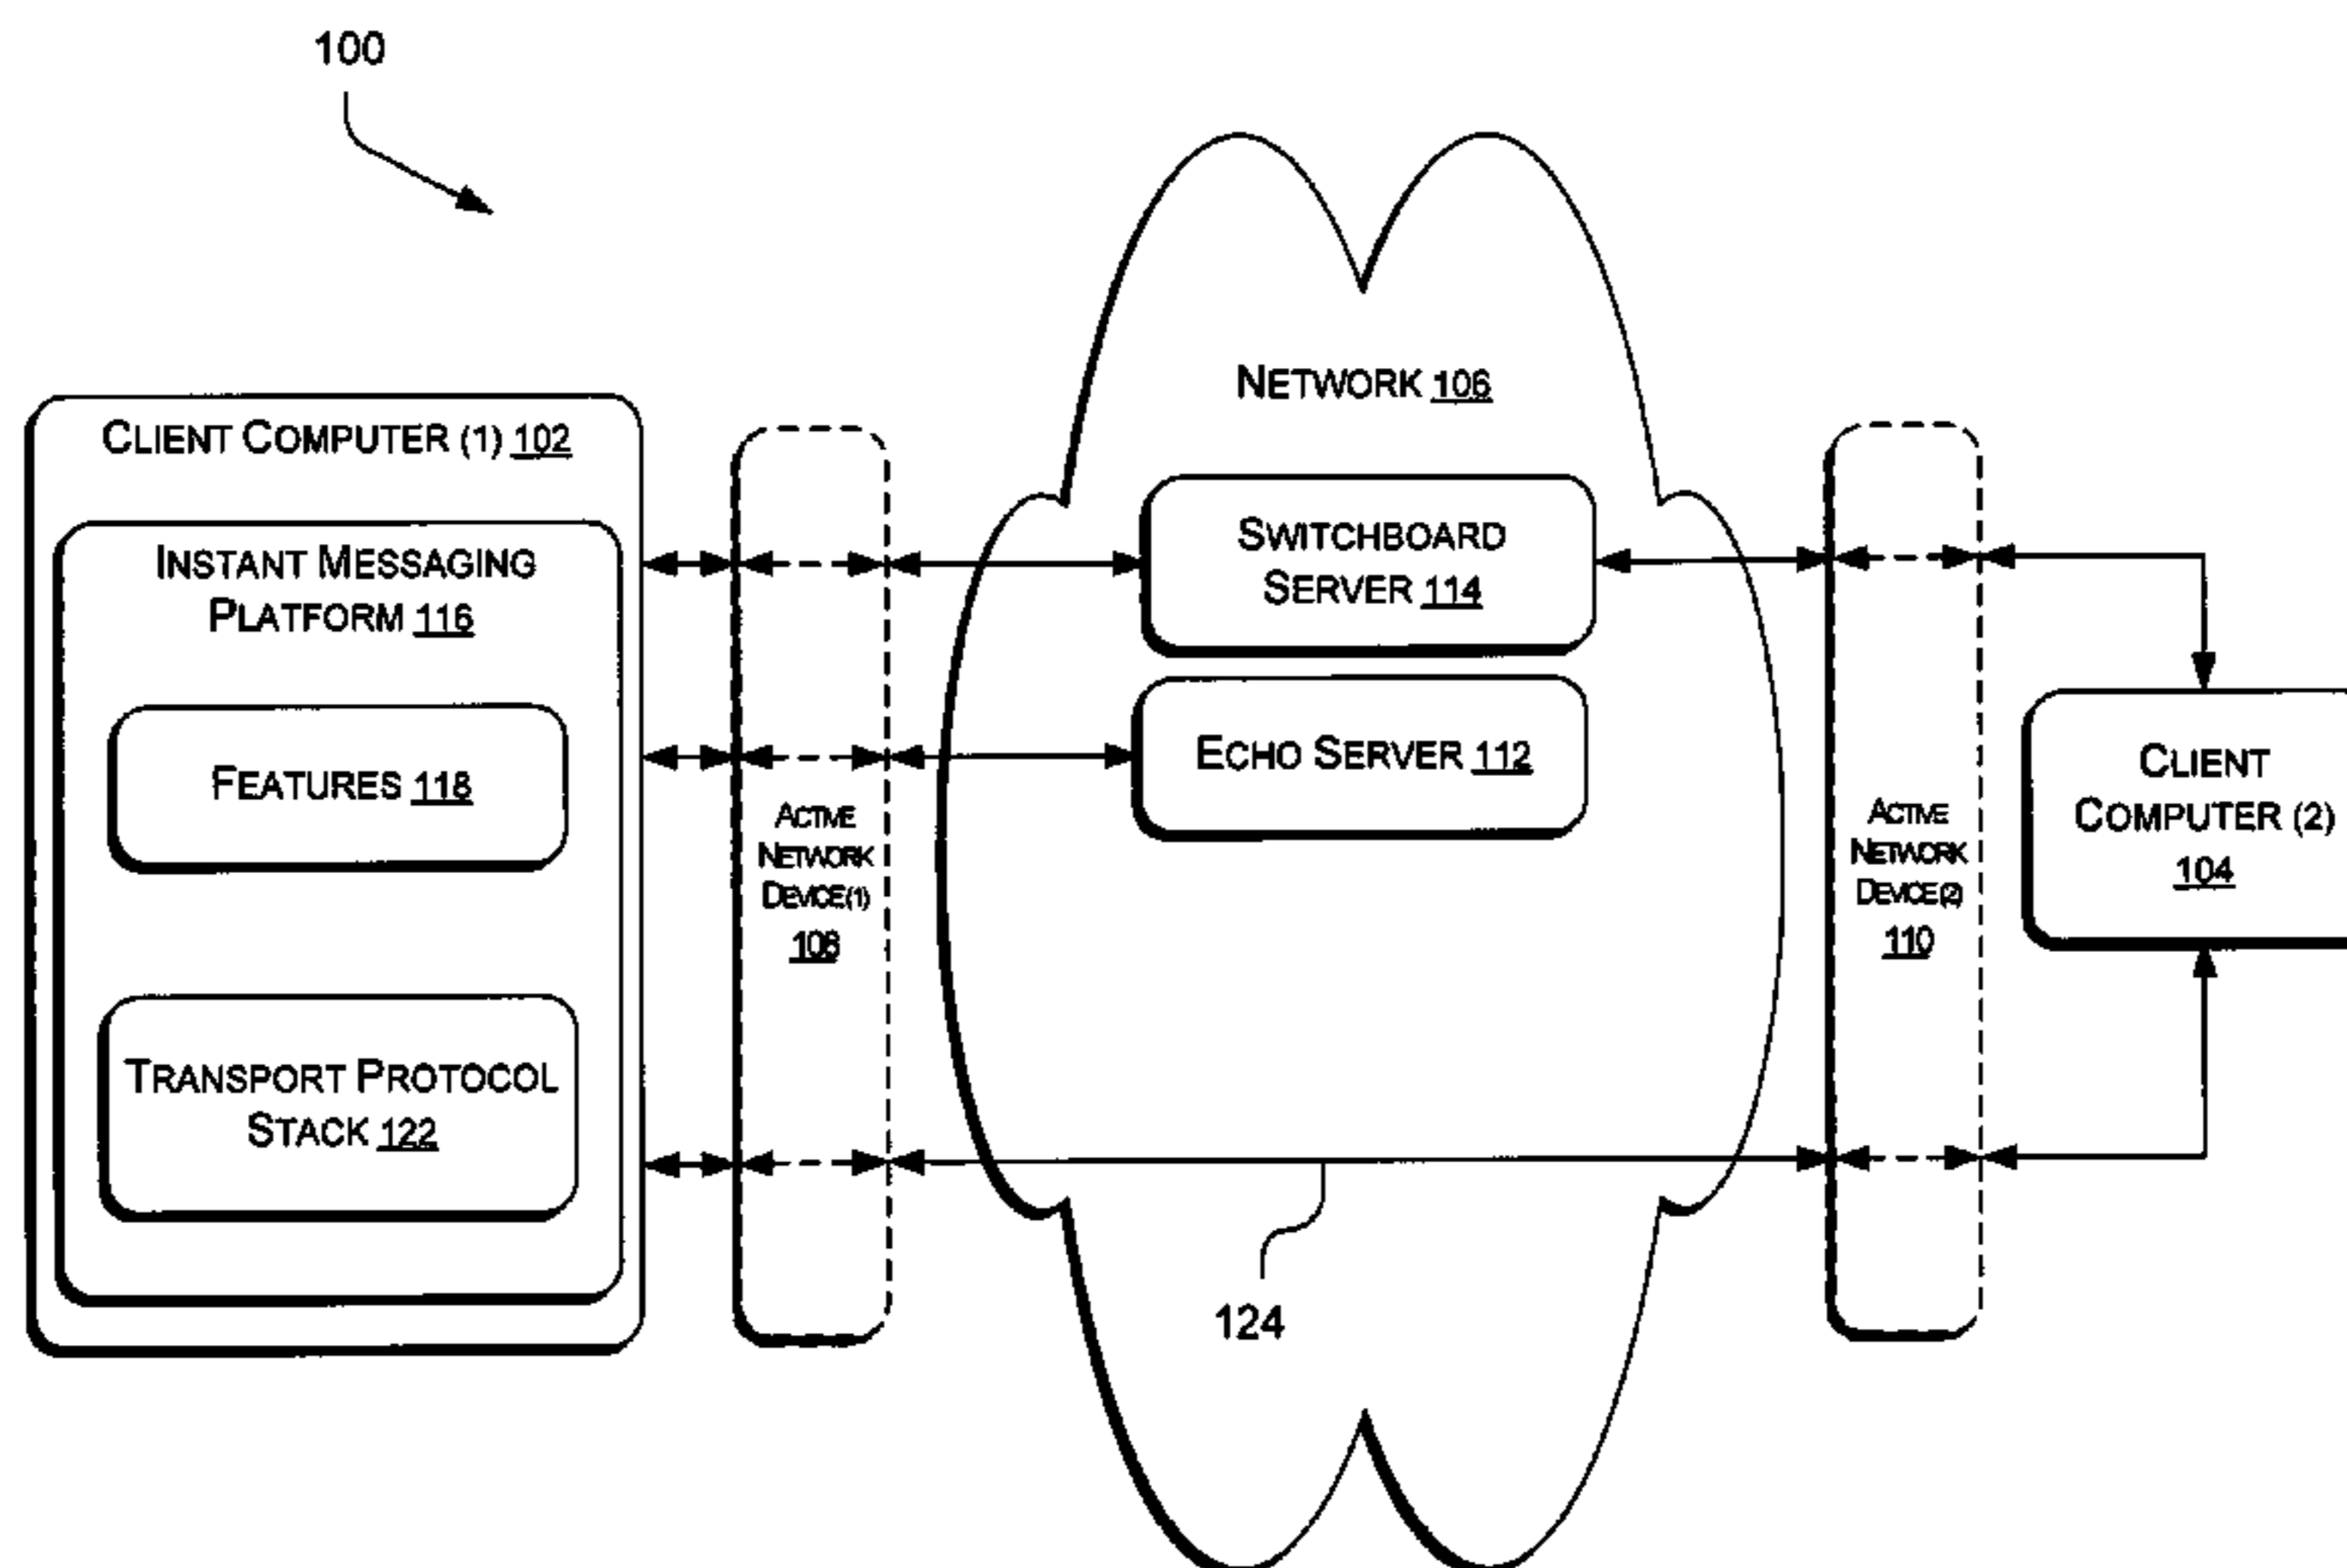 100
NETWORK 106
CLIENT COMPUTER (1) 102
INSTANT MESSAGING
PLATFORM 116
FEATURES 118
TRANSPORT PROTOCOL
STACK 122
ACTIVE
NETWORK
DEVICE(1)
108
SWITCHBOARD
SERVER 114
ECHO SERVER 112
124
ACTIVE
NETWORK
DEVICE(2)
110
CLIENT
COMPUTER (2)
104